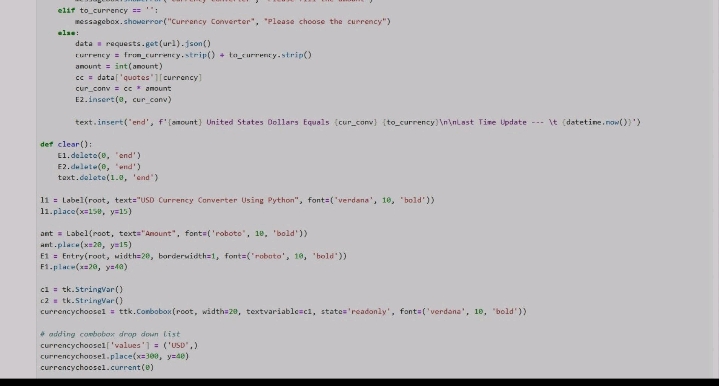 elif to_currency == '':
messagebox.showerror("Currency Converter", "Please choose the currency")
else:
data = requests.get(url).json()
currency = from_currency.strip() + to_currency.strip()
amount = int(amount)
cc = data['quotes'][currency]
cur_conv = cc * amount
E2.insert(0, cur_conv)
text.insert('end', f'{amount} United States Dollars Equals {cur_conv} {to_currency}\n\nLast Time Update --- \t {datetime.now()}')
def clear():
E1.delete(0, 'end')
E2.delete(0, 'end')
text.delete(1.0, 'end')
l1 = Label(root, text="USD Currency Converter Using Python", font=('verdana', 10, 'bold'))
l1.place(x=150, y=15)
amt = Label(root, text="Amount", font=('roboto', 10, 'bold'))
amt.place(x=20, y=15)
E1 = Entry(root, width=20, borderwidth=1, font=('roboto', 10, 'bold'))
E1.place(x=20, y=40)
c1 = tk.StringVar()
c2 = tk.StringVar()
currencychoose1 = ttk.Combobox(root, width=20, textvariable=c1, state='readonly', font=('verdana', 10, 'bold'))
# adding combobox drop down list
currencychoose1['values'] = ('USD',)
currencychoose1.place(x=300, y=40)
currencychoose1.current(0)